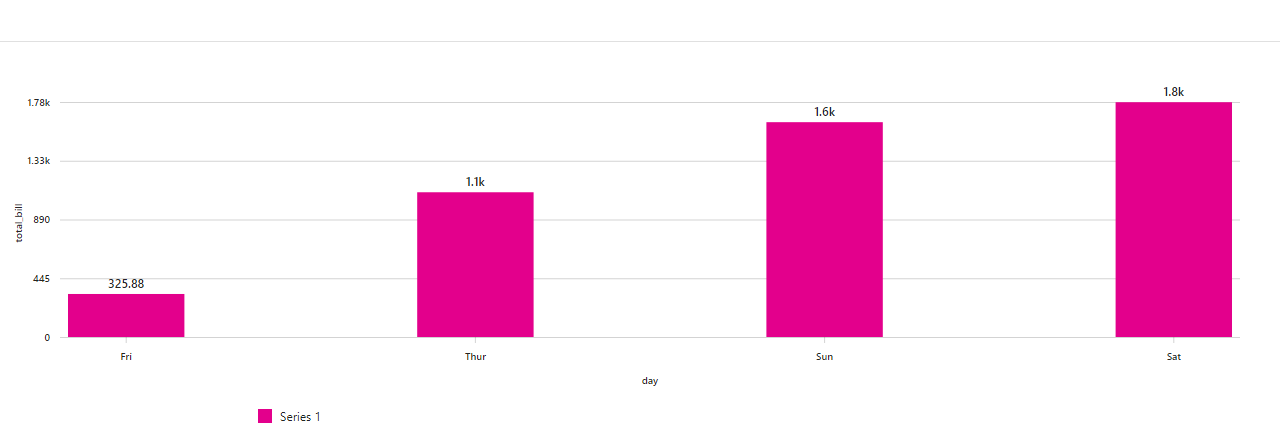 1.8k
1.78k
1.6k
1.1k
1.33k
890
total_bill
445
325.88
0
Fri
Thur
Sun
Sat
day
Series 1